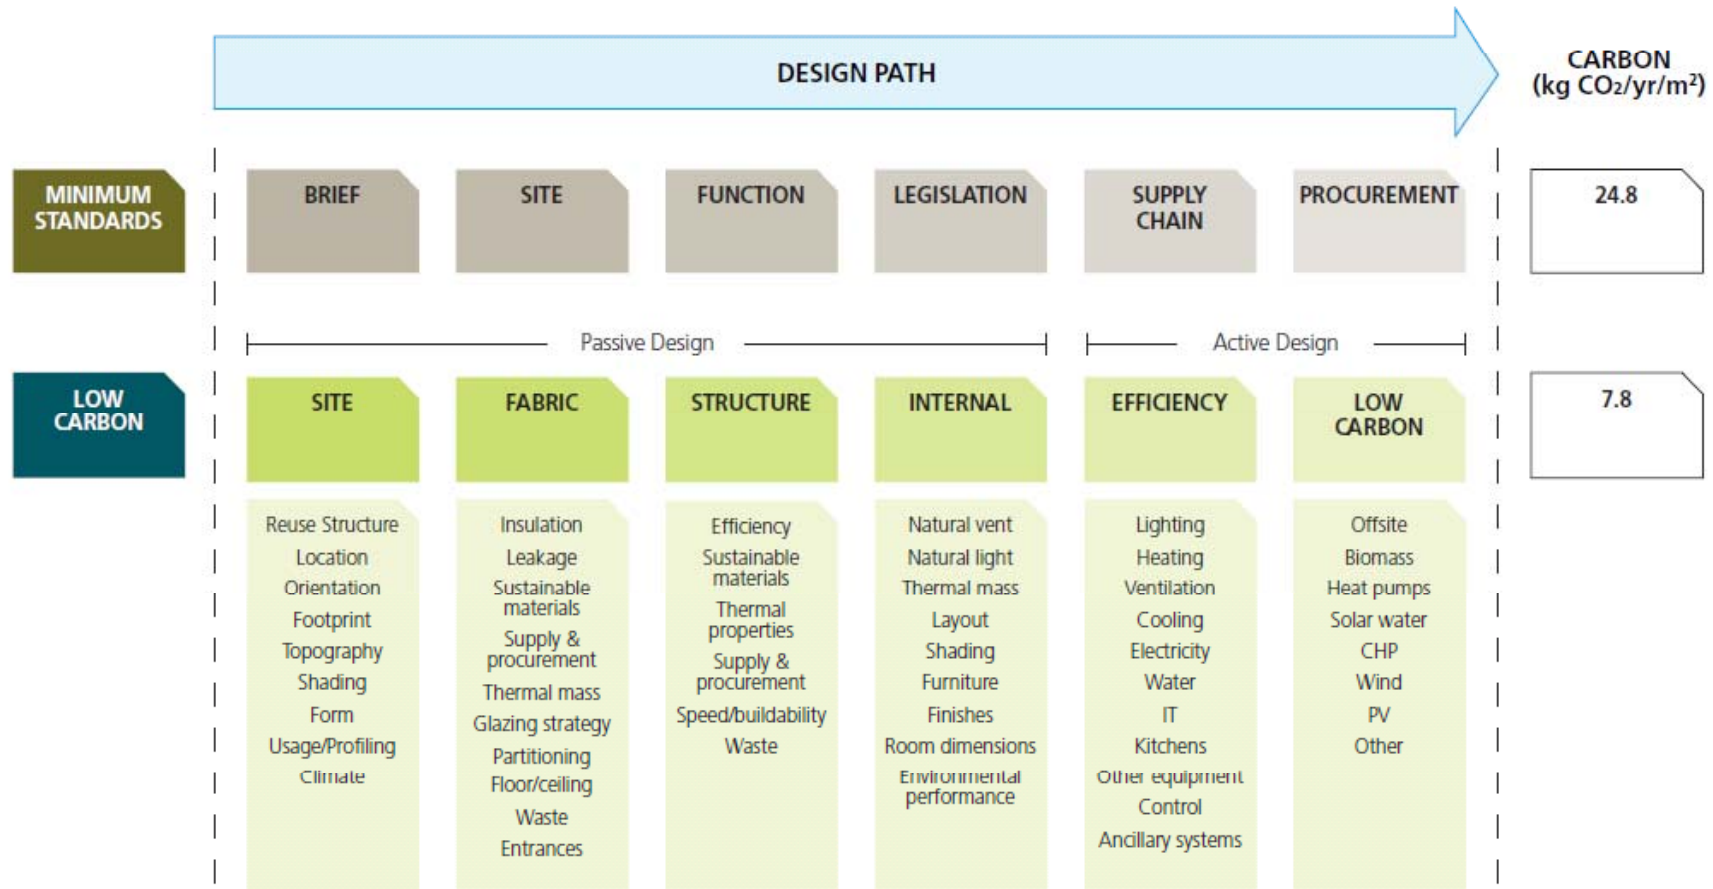 DESIGN PATH
CARBON
(kg CO2/yr/m²)
MINIMUM
STANDARDS
BRIEF
SITE
FUNCTION
LEGISLATION
SUPPLY
CHAIN
PROCUREMENT
24.8
Passive Design
Active Design
LOW
CARBON
SITE
FABRIC
STRUCTURE
INTERNAL
EFFICIENCY
LOW
CARBON
7.8
Reuse Structure
Location
Orientation
Footprint
Topography
Shading
Form
Usage/Profiling
Climate
Insulation
Leakage
Sustainable
materials
Supply &
procurement
Thermal mass
Glazing strategy
Partitioning
Floor/ceiling
Waste
Entrances
Efficiency
Sustainable
materials
Thermal
properties
Supply &
procurement
Speed/buildability
Waste
Natural vent
Natural light
Thermal mass
Layout
Shading
Furniture
Finishes
Room dimensions
Environmental
performance
Lighting
Heating
Ventilation
Cooling
Electricity
Water
IT
Kitchens
Other equipment
Control
Ancillary systems
Offsite
Biomass
Heat pumps
Solar water
CHP
Wind
PV
Other